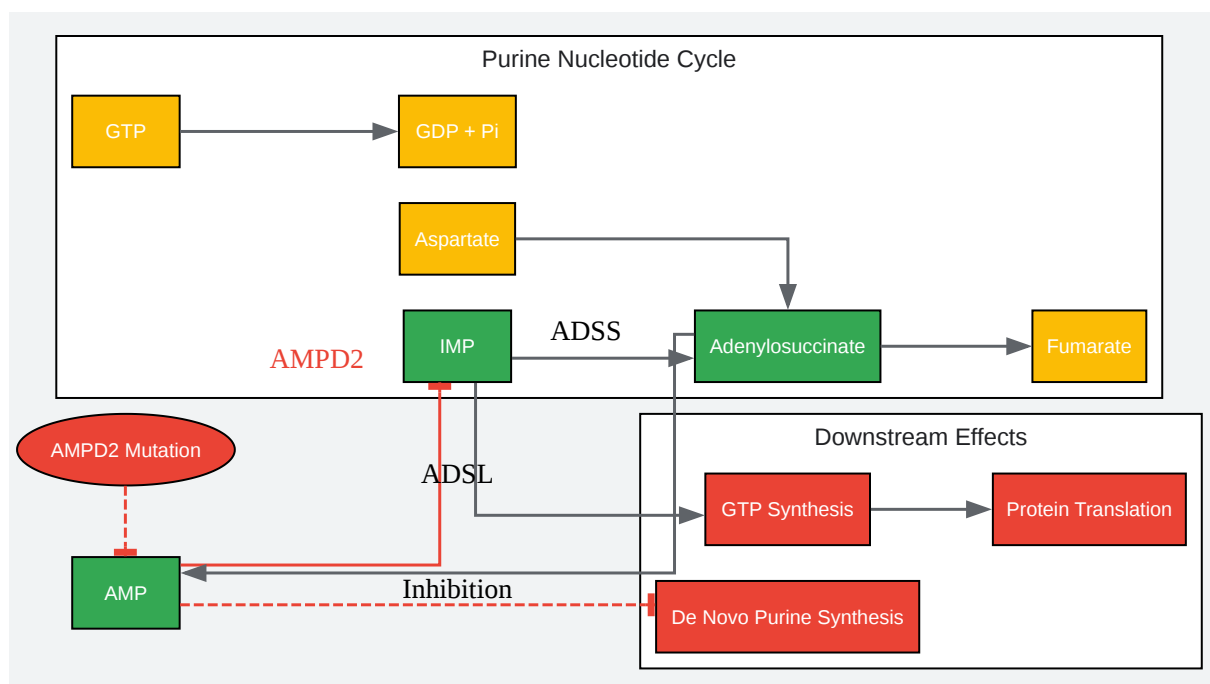 Purine Nucleotide Cycle
GTP
GDP + Pi
Aspartate
ADSS
IMP
Adenylosuccinate
Fumarate
AMPD2
AMPD2 Mutation
Downstream Effects
ADSL
GTP Synthesis
Protein Translation
AMP
Inhibition
De Novo Purine Synthesis